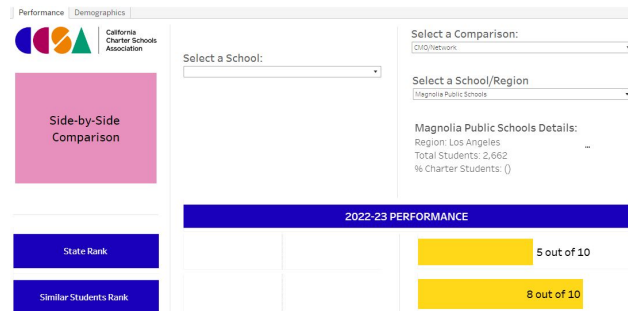 Performance
Demographics
California
Charter Schools
Association
Select a School:
Select a Comparison:
CMO/Network
Select a School/Region
Magnolia Public Schools
Side-by-Side
Comparison
Magnolia Public Schools Details:
Region: Los Angeles
...
Total Students: 2,662
% Charter Students: ()
2022-23 PERFORMANCE
State Rank
5 out of 10
Similar Students Rank
8 out of 10